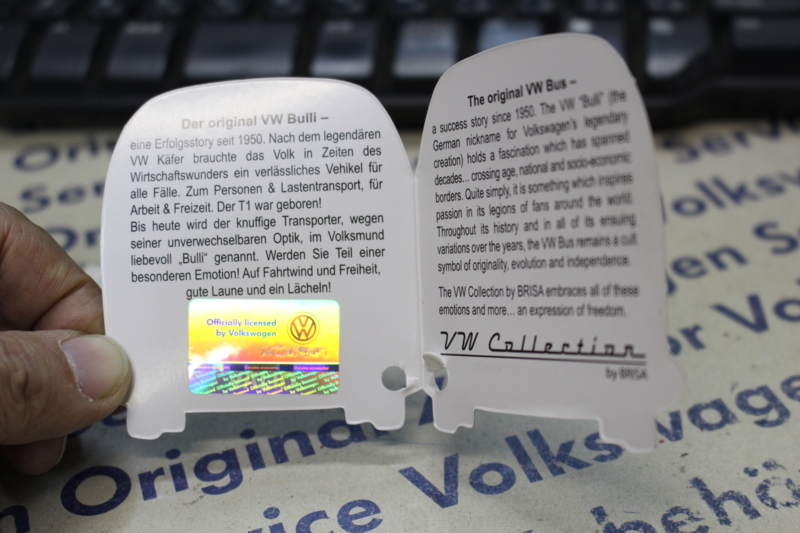 Der original VW Bulli –
eine Erfolgsstory seit 1950. Nach dem legendären
VW Käfer brauchte das Volk in Zeiten des
Wirtschaftswunders ein verlässliches Vehikel für
alle Fälle. Zum Personen & Lastentransport, für
Arbeit & Freizeit. Der T1 war geboren!
Bis heute wird der knuffige Transporter, wegen
seiner unverwechselbaren Optik, im Volksmund
liebevoll „Bulli" genannt. Werden Sie Teil einer
besonderen Emotion! Auf Fahrtwind und Freiheit,
gute Laune und ein Lächeln!
Officially licensed
by Volkswagen
The original VW Bus –
a success story since 1950. The VW "Bulli" (the
German nickname for Volkswagen's legendary
creation) holds a fascination which has spanned
decades... crossing age, national and socio-economic
borders. Quite simply, it is something which inspires
passion in its legions of fans around the world.
Throughout its history and in all of its ensuing
variations over the years, the VW Bus remains a cult
symbol of originality, evolution and independence.
The VW Collection by BRISA embraces all of these
emotions and more... an expression of freedom.
VW Collection
by BRISA
Original
Service
Volkswagen